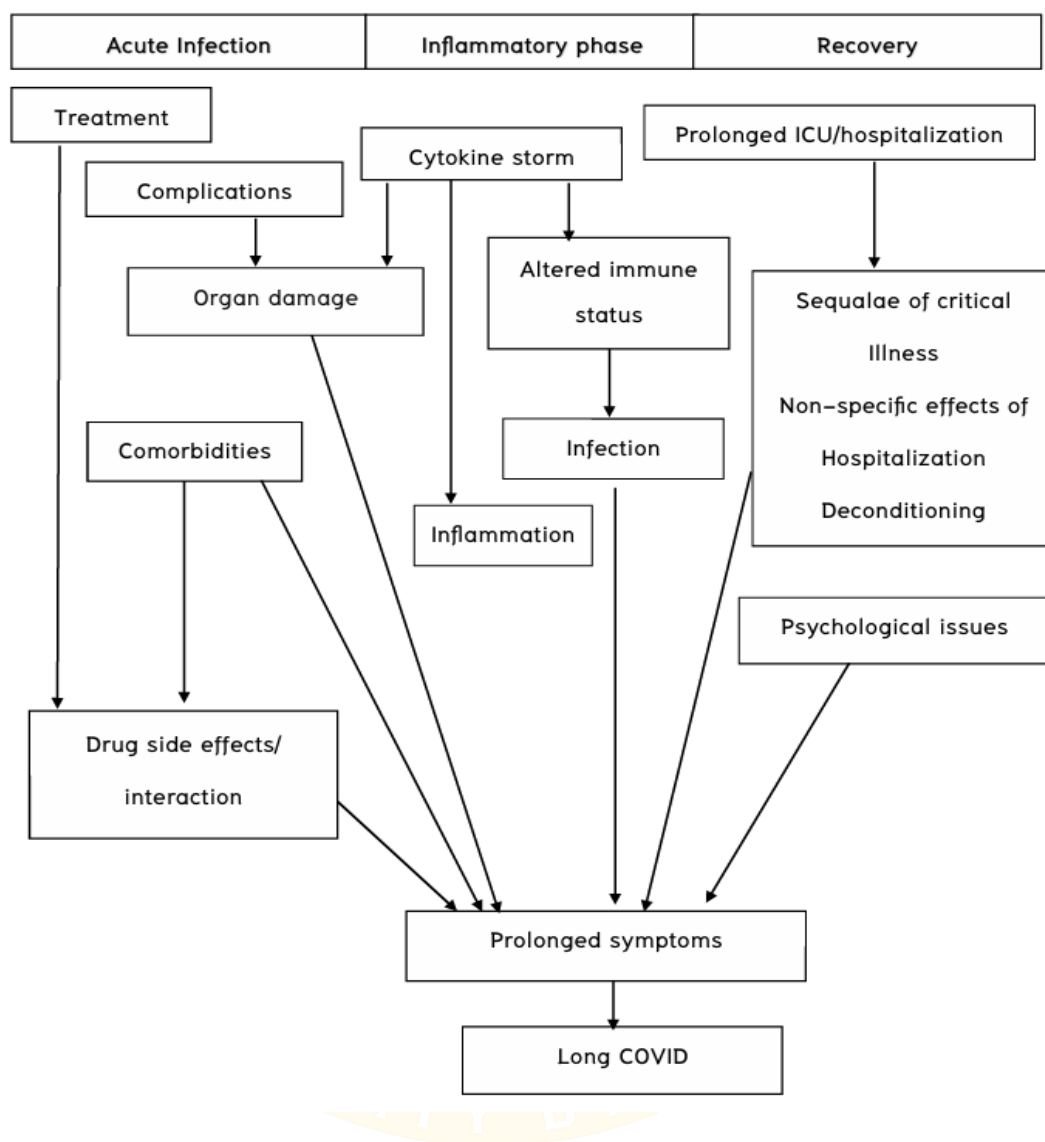 Acute Infection
Inflammatory phase
Recovery
Treatment
Cytokine storm
Prolonged ICU/hospitalization
Complications
Altered immune
status
Organ damage
Sequalae of critical
Illness
Non-specific effects of
Hospitalization
Deconditioning
Comorbidities
Infection
Inflammation
Psychological issues
Drug side effects/
interaction
Prolonged symptoms
Long COVID